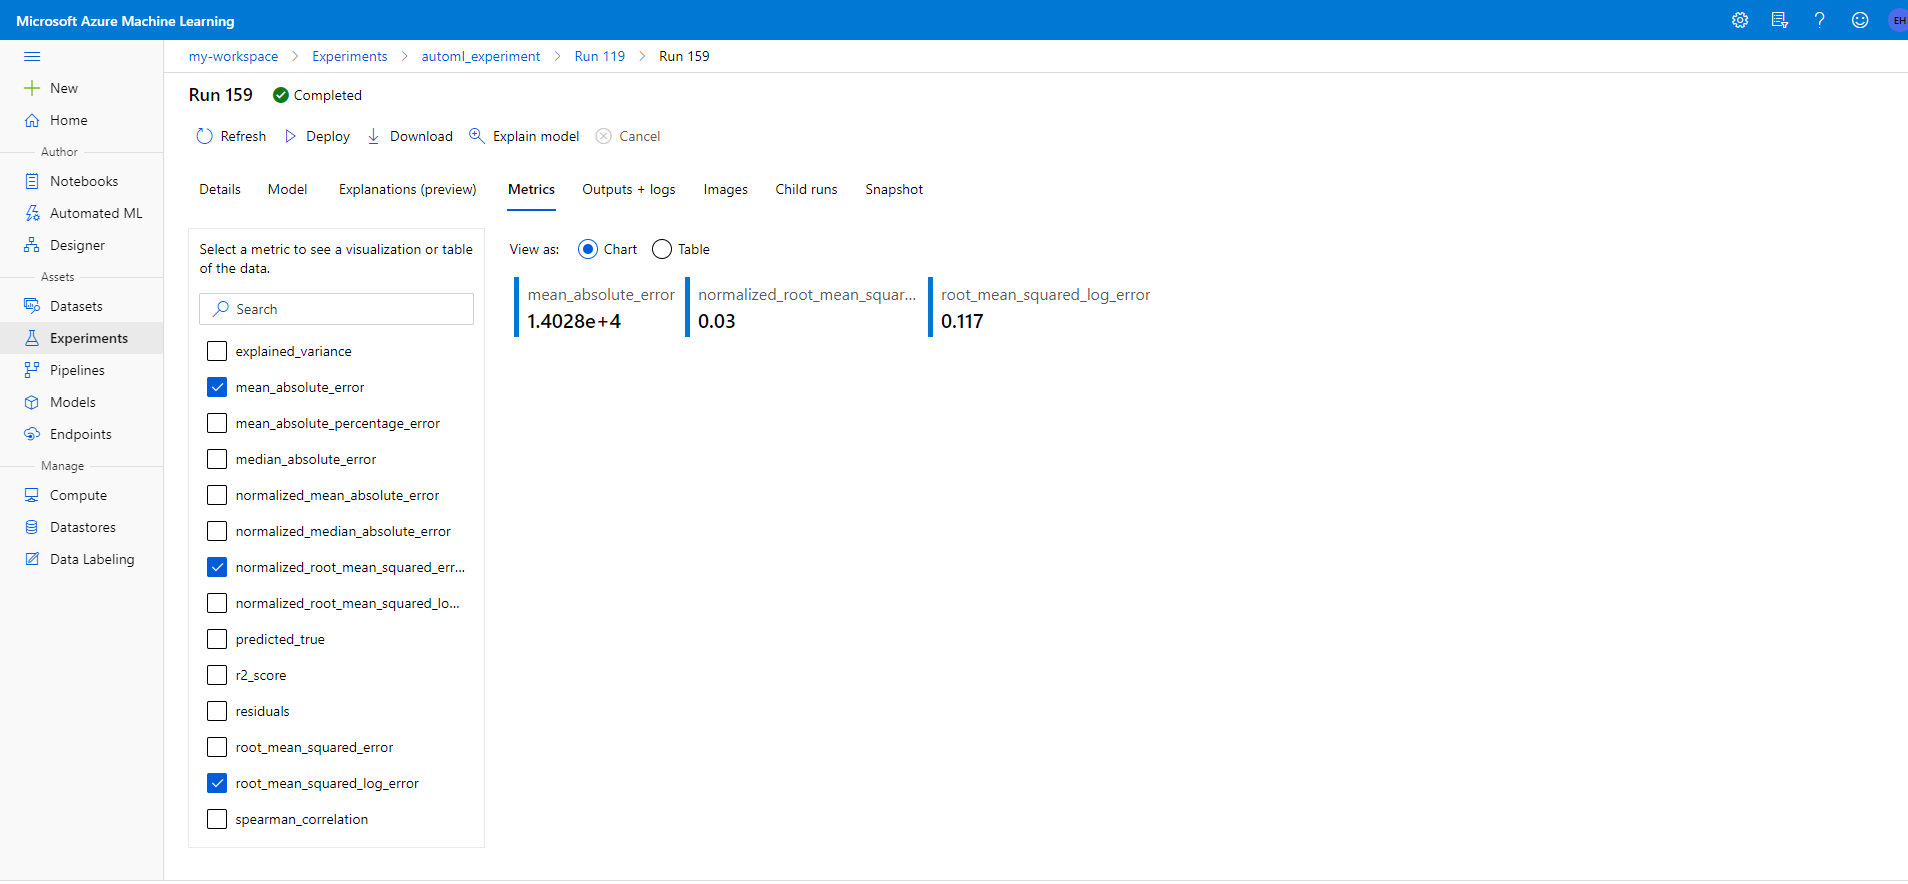 Microsoft Azure Machine Learning
EH
my-workspace > Experiments > automl_experiment > Run 119 > Run 159
New
Home
Author
Notebooks
Automated ML
Designer
Assets
Datasets
Experiments
Pipelines
Models
Endpoints
Manage
Compute
Datastores
Data Labeling
Run 159 Completed
Refresh Deploy Download Explain model Cancel
Details Model Explanations (preview) Metrics Outputs + logs Images Child runs Snapshot
Select a metric to see a visualization or table
of the data.
Search
explained_variance
mean_absolute_error
mean_absolute_percentage_error
median_absolute_error
normalized_mean_absolute_error
normalized_median_absolute_error
normalized_root_mean_squared_err...
normalized_root_mean_squared_lo...
predicted_true
r2_score
residuals
root_mean_squared_error
root_mean_squared_log_error
spearman_correlation
View as: Chart Table
mean_absolute_error
1.4028e+4
normalized_root_mean_squar...
0.03
root_mean_squared_log_error
0.117